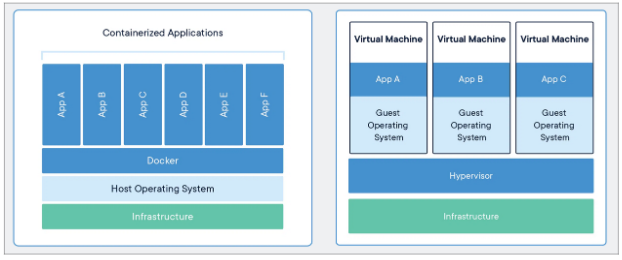 Containerized Applications
App A
App B
App C
App D
App E
App F
Docker
Host Operating System
Infrastructure
Virtual Machine
App A
Guest
Operating
System
Virtual Machine
App B
Guest
Operating
System
Virtual Machine
App C
Guest
Operating
System
Hypervisor
Infrastructure